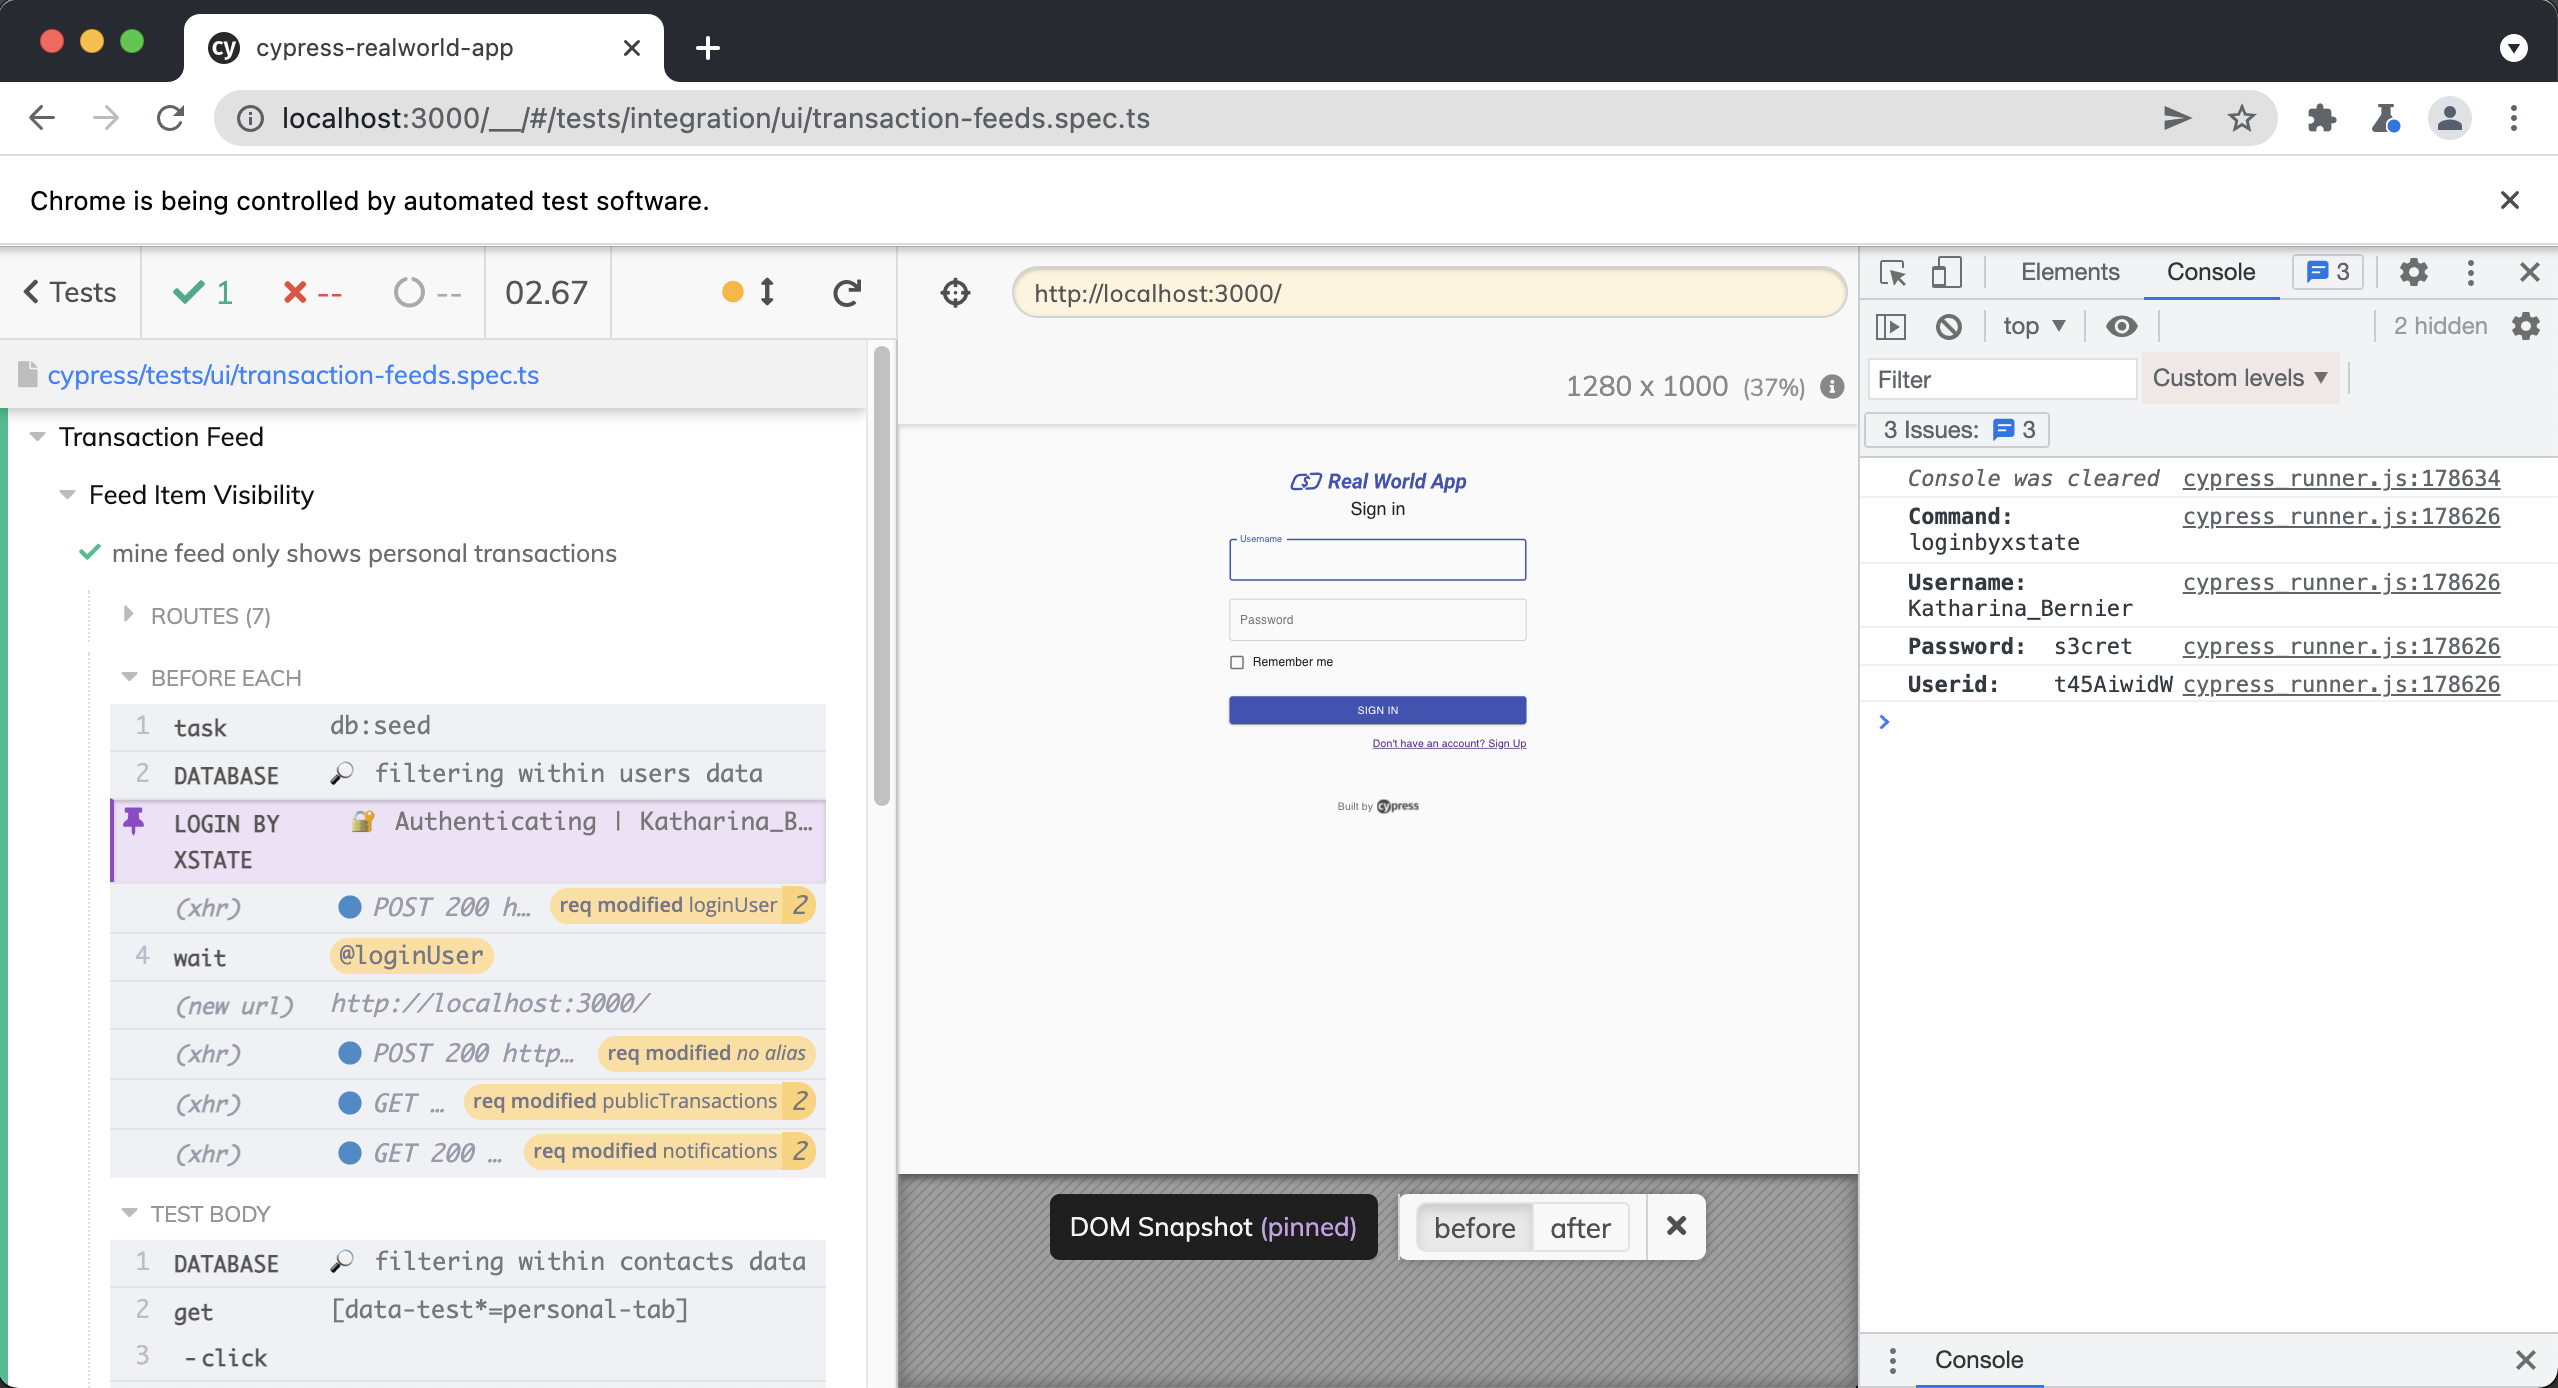 cypress-realworld-app
localhost:3000/__/#/tests/integration/ui/transaction-feeds.spec.ts
Chrome is being controlled by automated test software.
Tests 1 -- -- 02.67
http://localhost:3000/
1280 x 1000 (37%)
cypress/tests/ui/transaction-feeds.spec.ts
Transaction Feed
Feed Item Visibility
mine feed only shows personal transactions
ROUTES (7)
BEFORE EACH
1 task db:seed
2 DATABASE filtering within users data
LOGIN BY XSTATE Authenticating | Katharina_B…
(xhr) POST 200 h… req modified loginUser 2
4 wait @loginUser
(new url) http://localhost:3000/
(xhr) POST 200 http… req modified no alias
(xhr) GET … req modified publicTransactions 2
(xhr) GET 200 … req modified notifications 2
TEST BODY
1 DATABASE filtering within contacts data
2 get [data-test*=personal-tab]
3 -click
Real World App
Sign in
Username
Password
Remember me
SIGN IN
Don't have an account? Sign Up
Built by cypress
DOM Snapshot (pinned) before after
Elements Console 3
top 2 hidden
Filter Custom levels
3 Issues: 3
Console was cleared cypress_runner.js:178634
Command: cypress_runner.js:178626
loginbyxstate
Username: cypress_runner.js:178626
Katharina_Bernier
Password: s3cret cypress_runner.js:178626
Userid: t45AiwidW cypress_runner.js:178626
Console